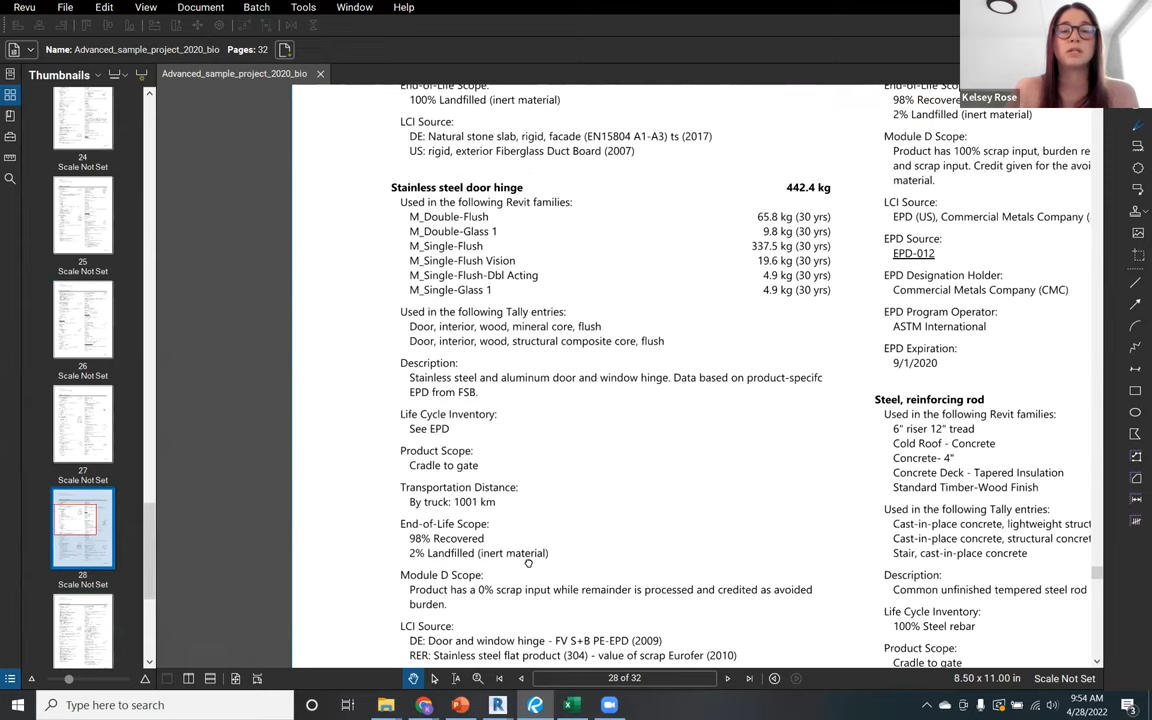 Revu File Edit View Document Batch Tools Window Help
Name: Advanced_sample_project_2020_bio Pages: 32
Thumbnails
Advanced_sample_project_2020_bio
24
Scale Not Set
25
Scale Not Set
26
Scale Not Set
27
Scale Not Set
28
Scale Not Set
End-of-Life Scope:
100% Landfilled (inert material)
LCI Source:
DE: Natural stone slab, rigid, facade (EN15804 A1-A3) ts (2017)
US: rigid, exterior Fiberglass Duct Board (2007)
Stainless steel door hinge 442.4 kg
Used in the following Revit families:
M_Double-Flush 65.8 kg (30 yrs)
M_Double-Glass 1 9.8 kg (30 yrs)
M_Single-Flush 337.5 kg (30 yrs)
M_Single-Flush Vision 19.6 kg (30 yrs)
M_Single-Flush-Dbl Acting 4.9 kg (30 yrs)
M_Single-Glass 1 4.9 kg (30 yrs)
Used in the following Tally entries:
Door, interior, wood, mineral core, flush
Door, interior, wood, structural composite core, flush
Description:
Stainless steel and aluminum door and window hinge. Data based on product-specifc
EPD from FSB.
Life Cycle Inventory:
See EPD
Product Scope:
Cradle to gate
Transportation Distance:
By truck: 1001 km
End-of-Life Scope:
98% Recovered
2% Landfilled (inert material)
Module D Scope:
Product has a 0% scrap input while remainder is processed and credited as avoided
burden.
LCI Source:
DE: Door and window hinge - FV S+B PE-EPD (2009)
RER: Stainless steel flat product (304) - value of scrap Eurofer (2010)
End-of-Life Sco
98% Recovere
2% Landfilled (inert material)
Module D Scope:
Product has 100% scrap input, burden re
and scrap input. Credit given for the avoi
material.
LCI Source:
EPD (US), Commercial Metals Company (
EPD Source:
EPD-012
EPD Designation Holder:
Commercial Metals Company (CMC)
EPD Program Operator:
ASTM International
EPD Expiration:
9/1/2020
Steel, reinforcing rod
Used in the following Revit families:
6" riser 12" tread
Cold Roof - Concrete
Concrete- 4"
Concrete Deck - Tapered Insulation
Standard Timber-Wood Finish
Used in the following Tally entries:
Cast-in-place concrete, lightweight struct
Cast-in-place concrete, structural concret
Stair, cast-in-place concrete
Description:
Common unfinished tempered steel rod
Life Cycle Inventory:
100% Steel rebar
Product Scope:
Cradle to gate
Kelsey Rose
28 of 32
8.50 x 11.00 in Scale Not Set
Type here to search
9:54 AM
4/28/2022
3